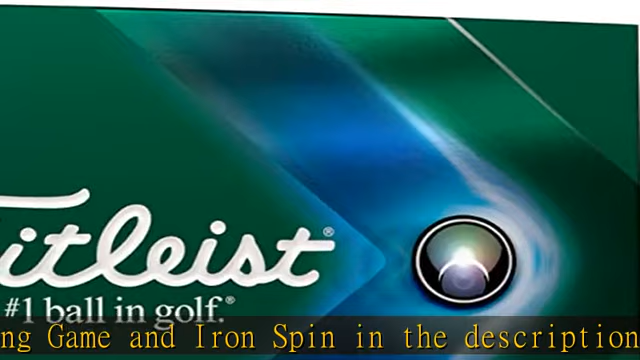 itleist®
#1 ball in golf.®
ng Game and Iron Spin in the description